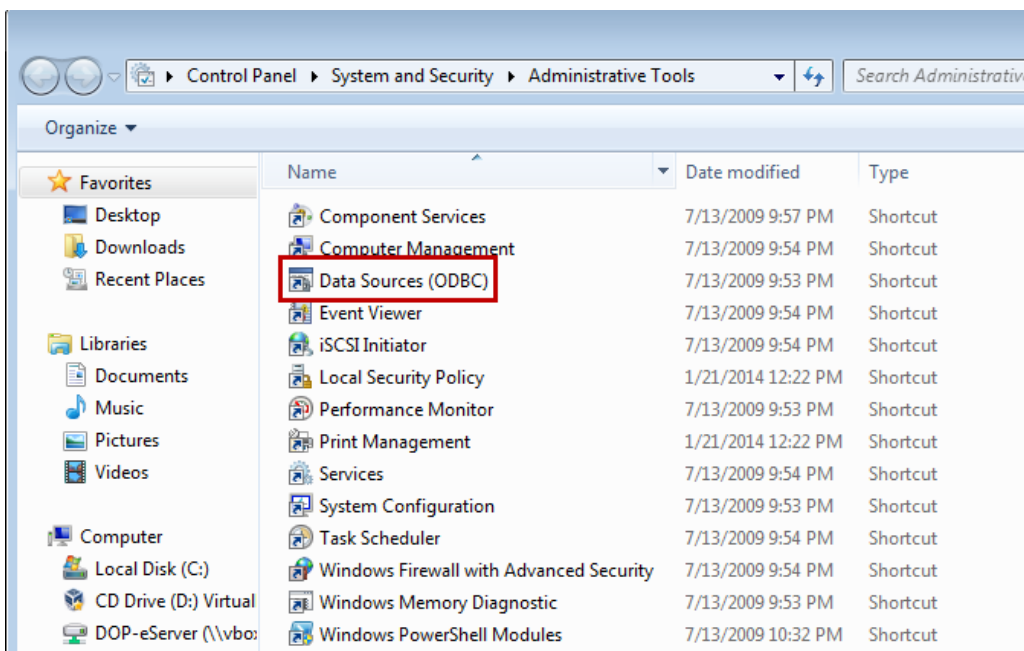 Control Panel System and Security Administrative Tools Search Administrative
Organize
Name Date modified Type
Favorites
Desktop
Downloads
Recent Places
Libraries
Documents
Music
Pictures
Videos
Computer
Local Disk (C:)
CD Drive (D:) Virtual
DOP-eServer (\\vbox
Component Services 7/13/2009 9:57 PM Shortcut
Computer Management 7/13/2009 9:54 PM Shortcut
Data Sources (ODBC) 7/13/2009 9:53 PM Shortcut
Event Viewer 7/13/2009 9:54 PM Shortcut
iSCSI Initiator 7/13/2009 9:54 PM Shortcut
Local Security Policy 1/21/2014 12:22 PM Shortcut
Performance Monitor 7/13/2009 9:53 PM Shortcut
Print Management 1/21/2014 12:22 PM Shortcut
Services 7/13/2009 9:54 PM Shortcut
System Configuration 7/13/2009 9:53 PM Shortcut
Task Scheduler 7/13/2009 9:54 PM Shortcut
Windows Firewall with Advanced Security 7/13/2009 9:54 PM Shortcut
Windows Memory Diagnostic 7/13/2009 9:53 PM Shortcut
Windows PowerShell Modules 7/13/2009 10:32 PM Shortcut